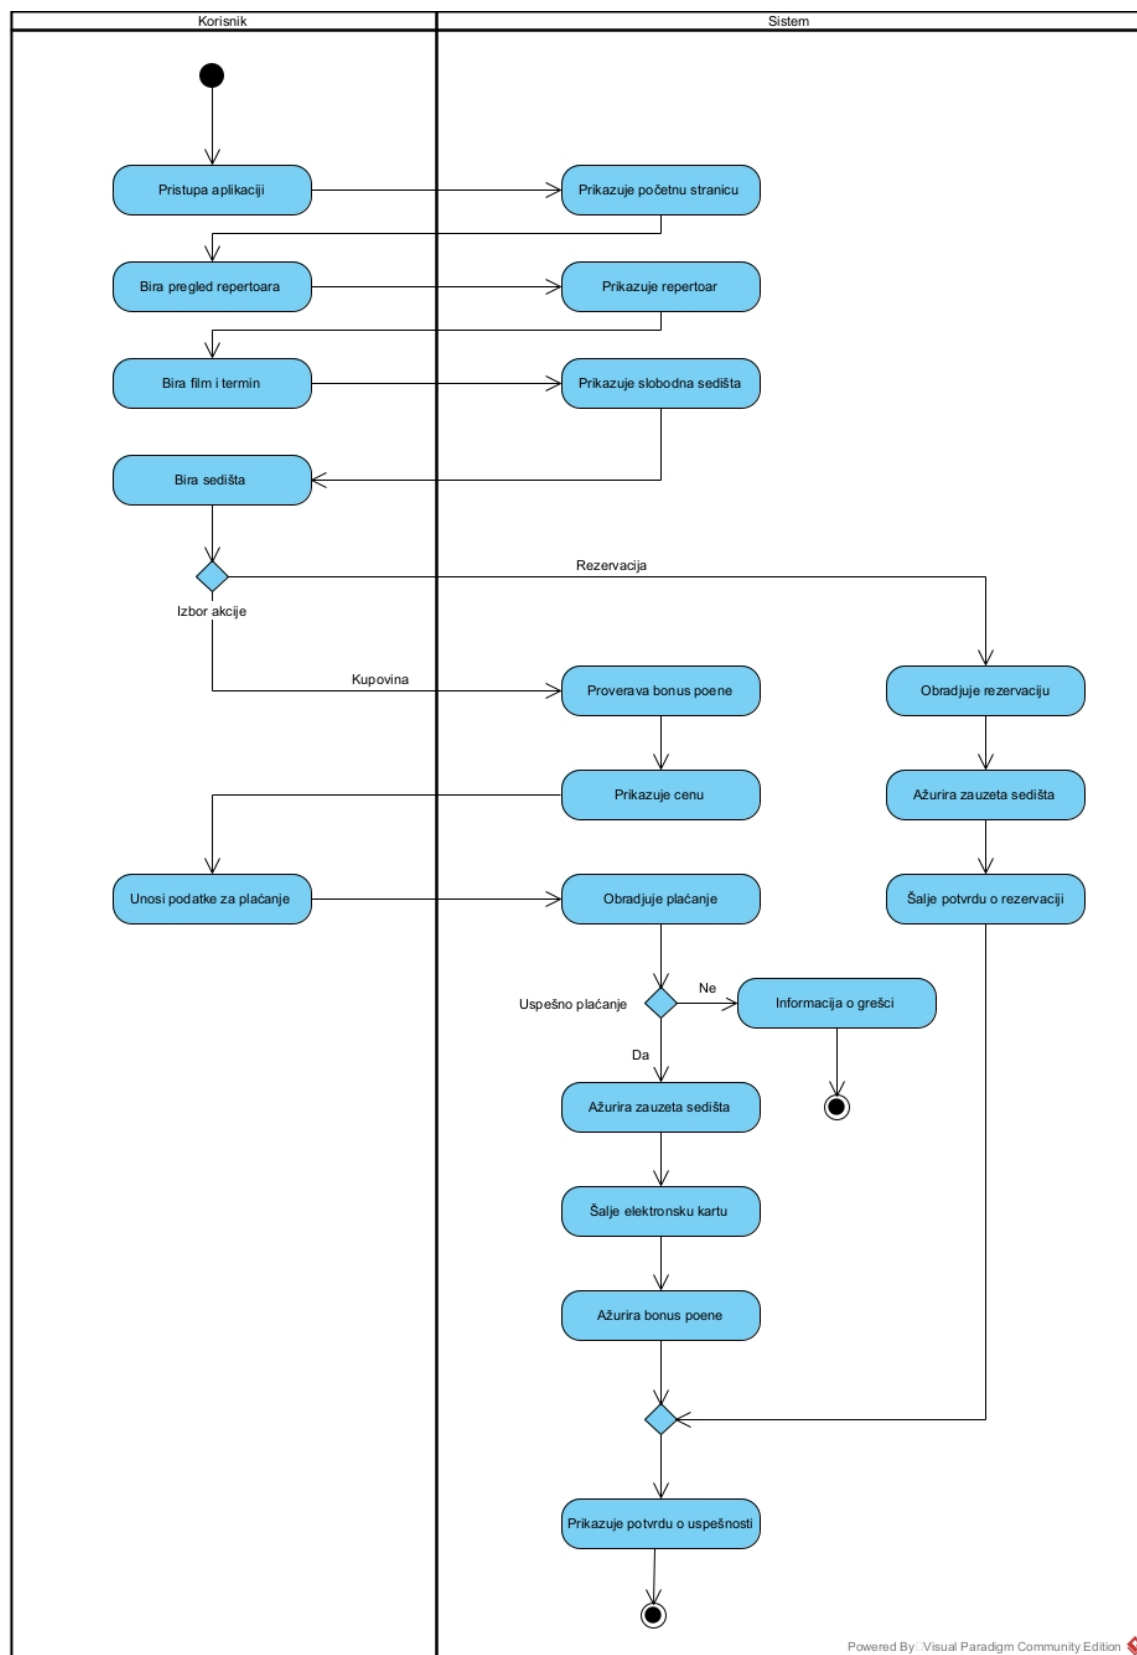 Korisnik
Sistem
Pristupa aplikaciji
Prikazuje početnu stranicu
Bira pregled repertoara
Prikazuje repertoar
Bira film i termin
Prikazuje slobodna sedišta
Bira sedišta
Rezervacija
Izbor akcije
Kupovina
Proverava bonus poene
Obradjuje rezervaciju
Prikazuje cenu
Ažurira zauzeta sedišta
Unosi podatke za plaćanje
Obradjuje plaćanje
Šalje potvrdu o rezervaciji
Uspešno plaćanje
Ne
Informacija o grešci
Da
Ažurira zauzeta sedišta
Šalje elektronsku kartu
Ažurira bonus poene
Prikazuje potvrdu o uspešnosti
Powered By Visual Paradigm Community Edition